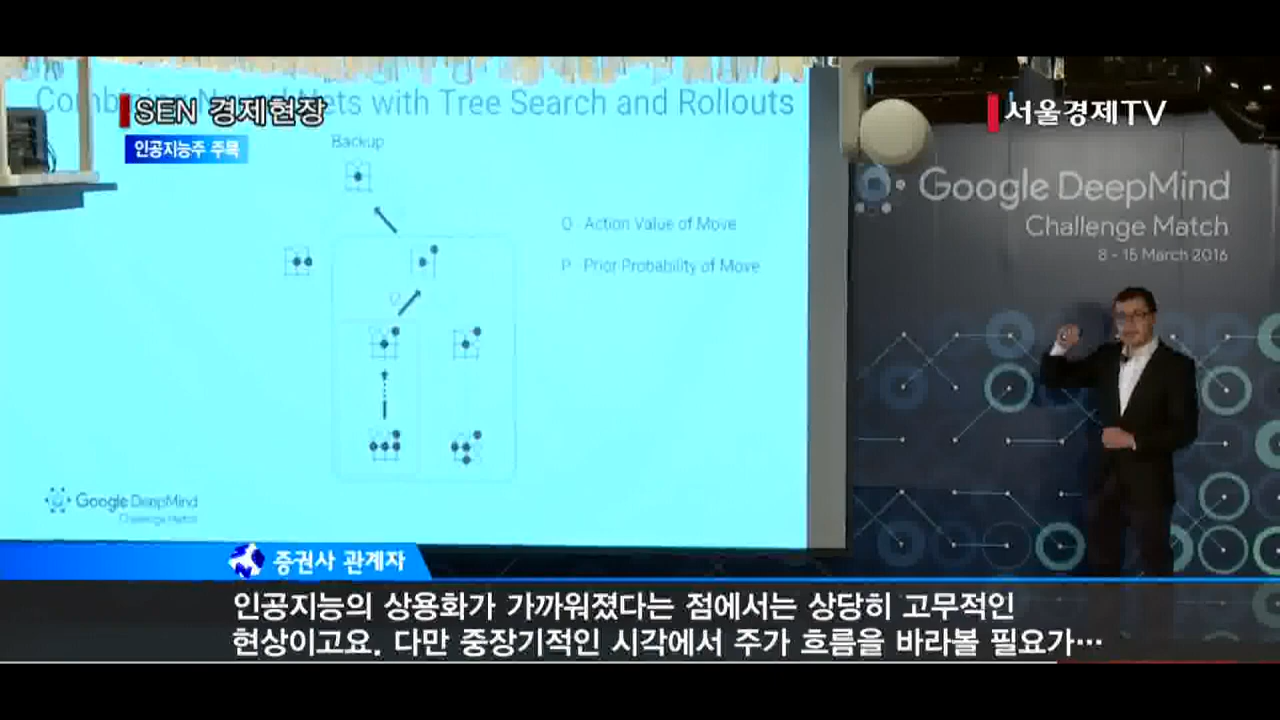 Combining Neural Nets with Tree Search and Rollouts
SEN 경제현장
인공지능주 주목
서울경제TV
Backup
Q Action Value of Move
P Prior Probability of Move
Google DeepMind
Challenge Match
8 - 15 March 2016
Google DeepMind
Challenge Match
증권사 관계자
인공지능의 상용화가 가까워졌다는 점에서는 상당히 고무적인
현상이고요. 다만 중장기적인 시각에서 주가 흐름을 바라볼 필요가…